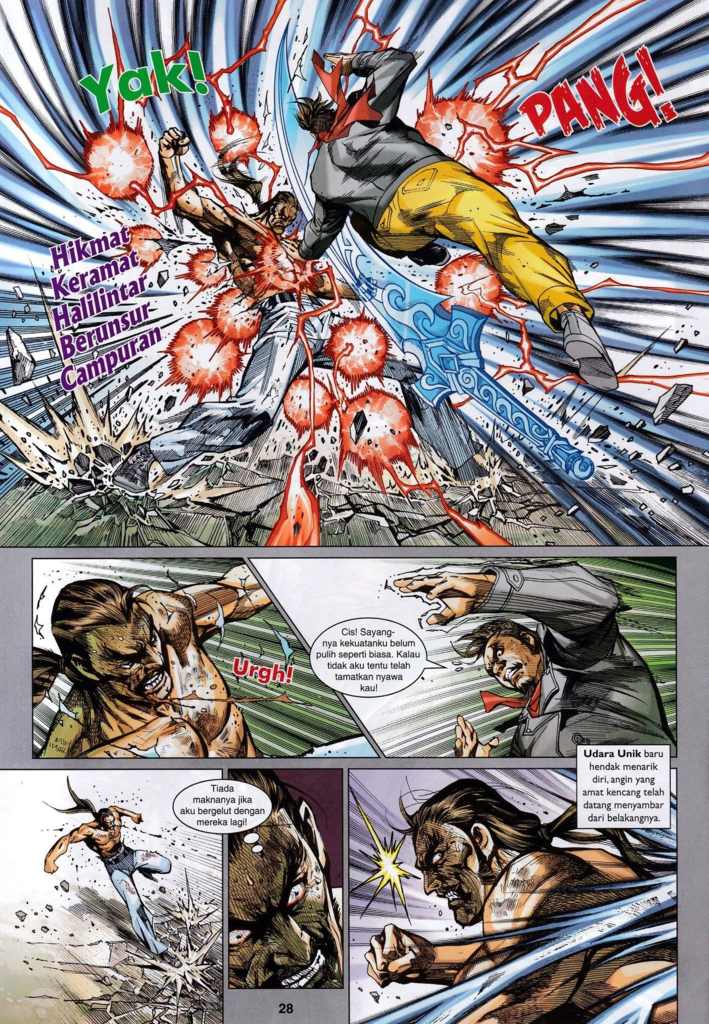 Yak!
PANG!
Hikmat
Keramat
Halilintar
Berunsur
Campuran
Urgh!
Cis! Sayang-
nya kekuatanku belum
pulih seperti biasa. Kalau
tidak aku tentu telah
tamatkan nyawa
kau!
Udara Unik baru
hendak menarik
diri, angin yang
amat kencang telah
datang menyambar
dari belakangnya.
Tiada
maknanya jika
aku bergelut dengan
mereka lagi!
28